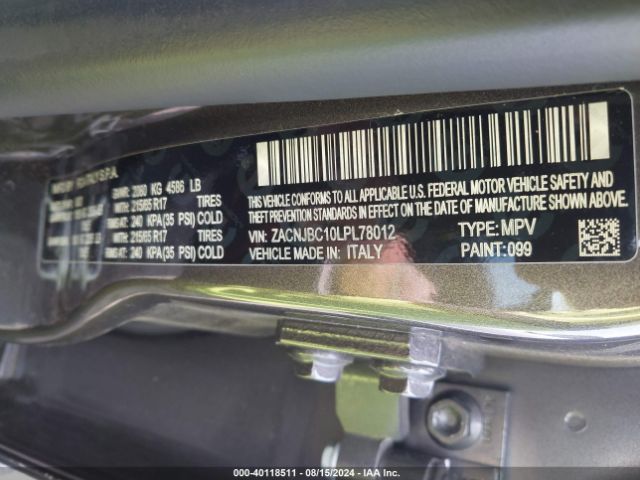 S.P.A.
2080 KG 4586 LB
215/65 R17 TIRES
240 KPA(35 PSI) COLD
215/65 R17 TIRES
240 KPA(35 PSI) COLD
THIS VEHICLE CONFORMS TO ALL APPLICABLE U.S. FEDERAL MOTOR VEHICLE SAFETY,
BUMPER, AND THEFT PREVENTION STANDARDS IN EFFECT ON THE DATE OF MANUFACTURE SHOWN ABOVE.
VIN: ZACNJBC10LPL78012 TYPE: MPV
VEHICLE MADE IN: ITALY PAINT: 099
000-40118511 - 08/15/2024 - IAA Inc.